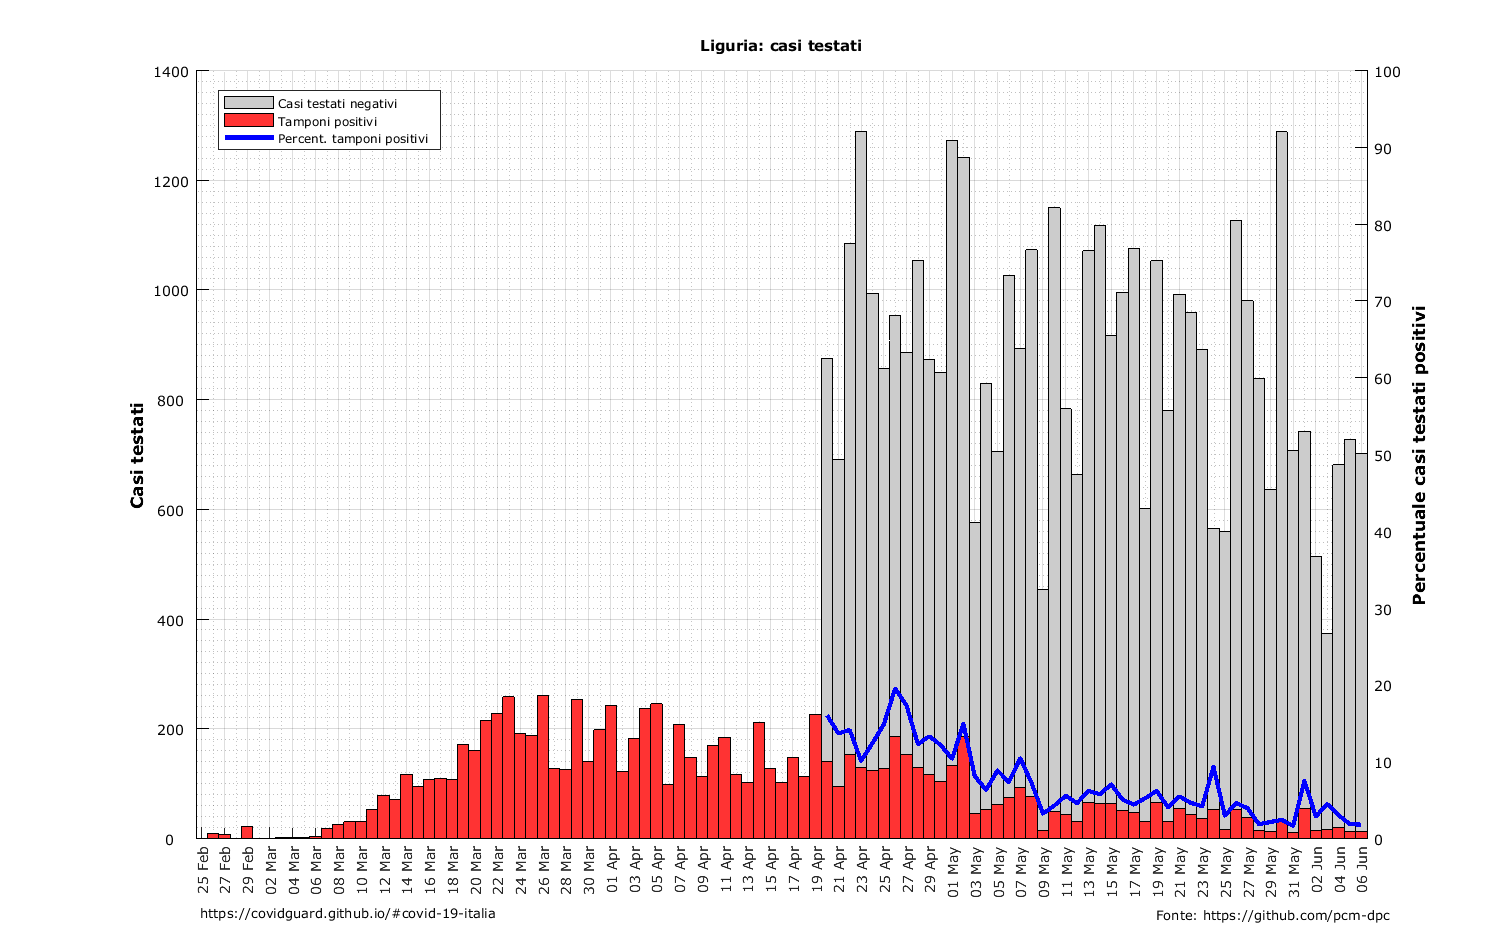 Liguria: casi testati
Casi testati negativi
Tamponi positivi
Percent. tamponi positivi
Casi testati
1400
1200
1000
800
600
400
200
0
100
90
80
70
60
50
40
30
20
10
0
Percentuale casi testati positivi
25 Feb
27 Feb
29 Feb
02 Mar
04 Mar
06 Mar
08 Mar
10 Mar
12 Mar
14 Mar
16 Mar
18 Mar
20 Mar
22 Mar
24 Mar
26 Mar
28 Mar
30 Mar
01 Apr
03 Apr
05 Apr
07 Apr
09 Apr
11 Apr
13 Apr
15 Apr
17 Apr
19 Apr
21 Apr
23 Apr
25 Apr
27 Apr
29 Apr
01 May
03 May
05 May
07 May
09 May
11 May
13 May
15 May
17 May
19 May
21 May
23 May
25 May
27 May
29 May
31 May
02 Jun
04 Jun
06 Jun
https://covidguard.github.io/#covid-19-italia
Fonte: https://github.com/pcm-dpc